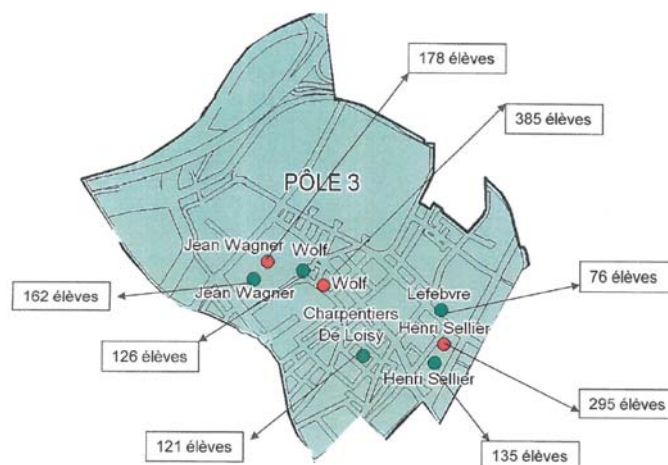 178 élèves
385 élèves
PÔLE 3
Jean Wagner
Wolf
Jean Wagner
Wolf
162 élèves
Lefebvre
76 élèves
Charpentiers
De Loisy
Henri Sellier
126 élèves
Henri Sellier
295 élèves
121 élèves
135 élèves